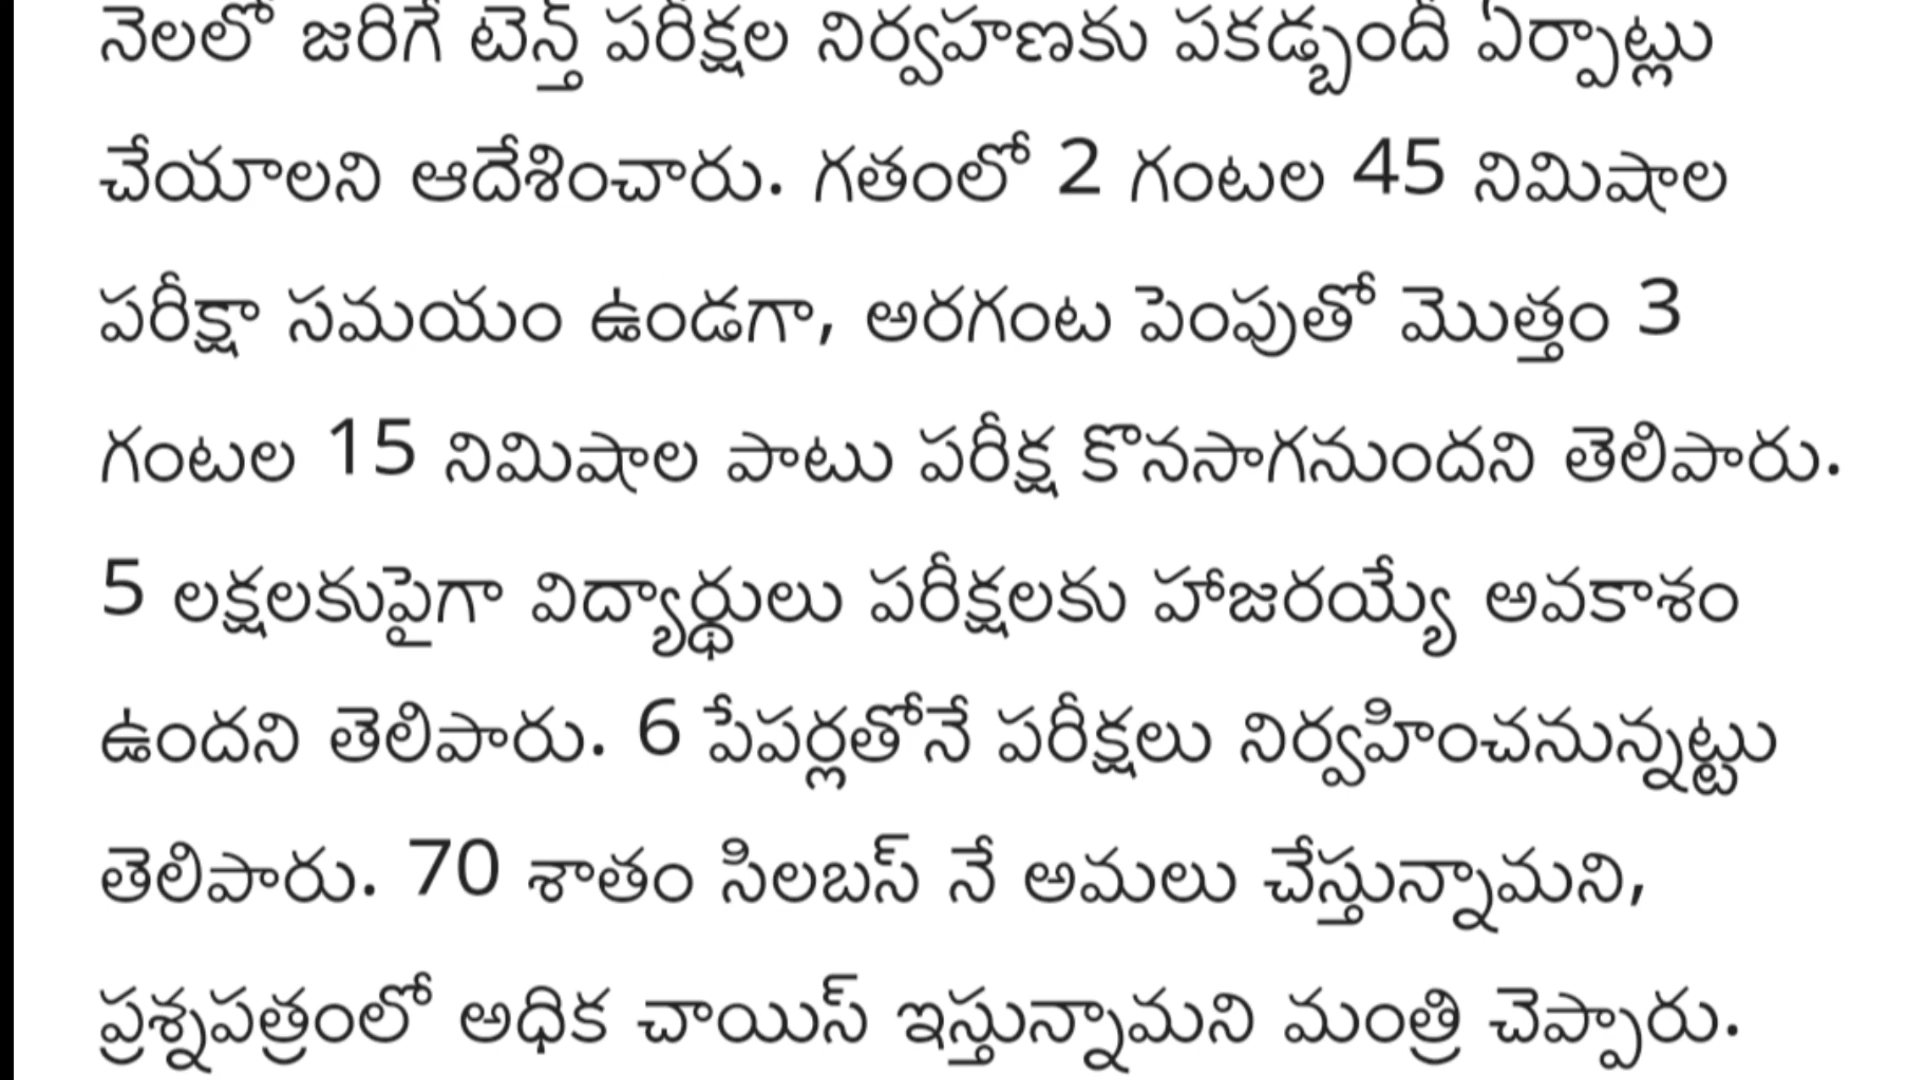 నెలలో జరిగే టెన్త్ పరీక్షల నిర్వహణకు పకడ్బందీ ఏర్పాట్లు
చేయాలని ఆదేశించారు. గతంలో 2 గంటల 45 నిమిషాల
పరీక్షా సమయం ఉండగా, అరగంట పెంపుతో మొత్తం 3
గంటల 15 నిమిషాల పాటు పరీక్ష కొనసాగనుందని తెలిపారు.
5 లక్షలకుపైగా విద్యార్థులు పరీక్షలకు హాజరయ్యే అవకాశం
ఉందని తెలిపారు. 6 పేపర్లతోనే పరీక్షలు నిర్వహించనున్నట్టు
తెలిపారు. 70 శాతం సిలబస్ నే అమలు చేస్తున్నామని,
ప్రశ్నపత్రంలో అధిక చాయిస్ ఇస్తున్నామని మంత్రి చెప్పారు.